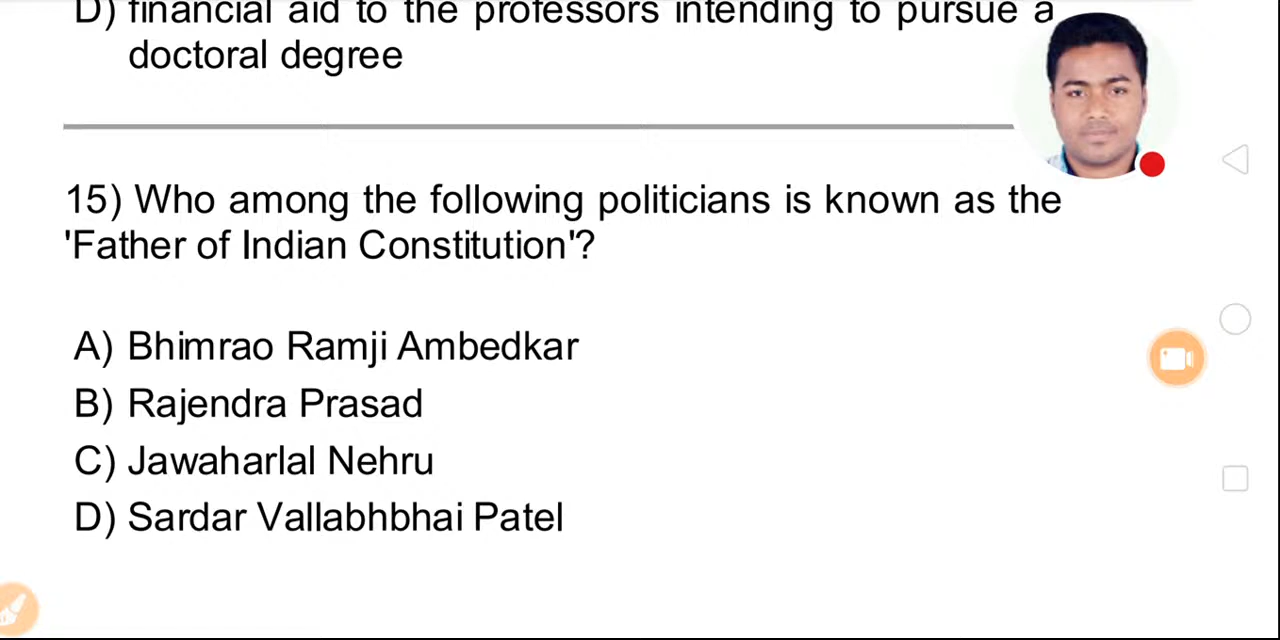 D) financial aid to the professors intending to pursue a
doctoral degree
15) Who among the following politicians is known as the
'Father of Indian Constitution'?
A) Bhimrao Ramji Ambedkar
B) Rajendra Prasad
C) Jawaharlal Nehru
D) Sardar Vallabhbhai Patel